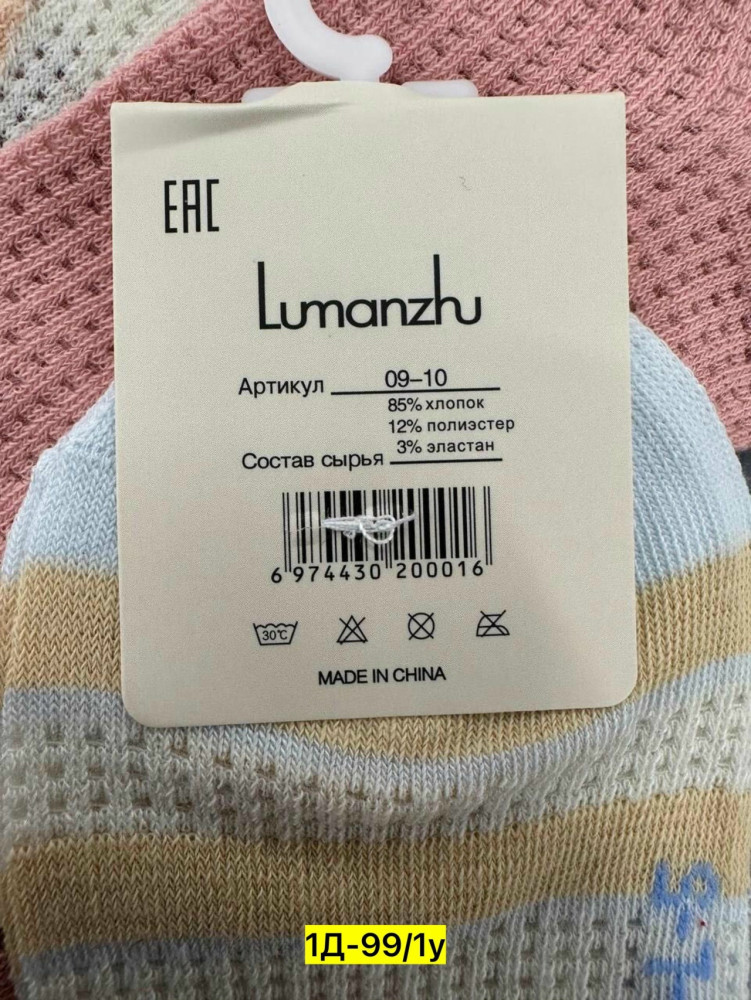 EAC
Lumanzhu
Артикул 09–10
85% хлопок
12% полиэстер
Состав сырья 3% эластан
6 974430 200016
30℃
MADE IN CHINA
1Д-99/1у